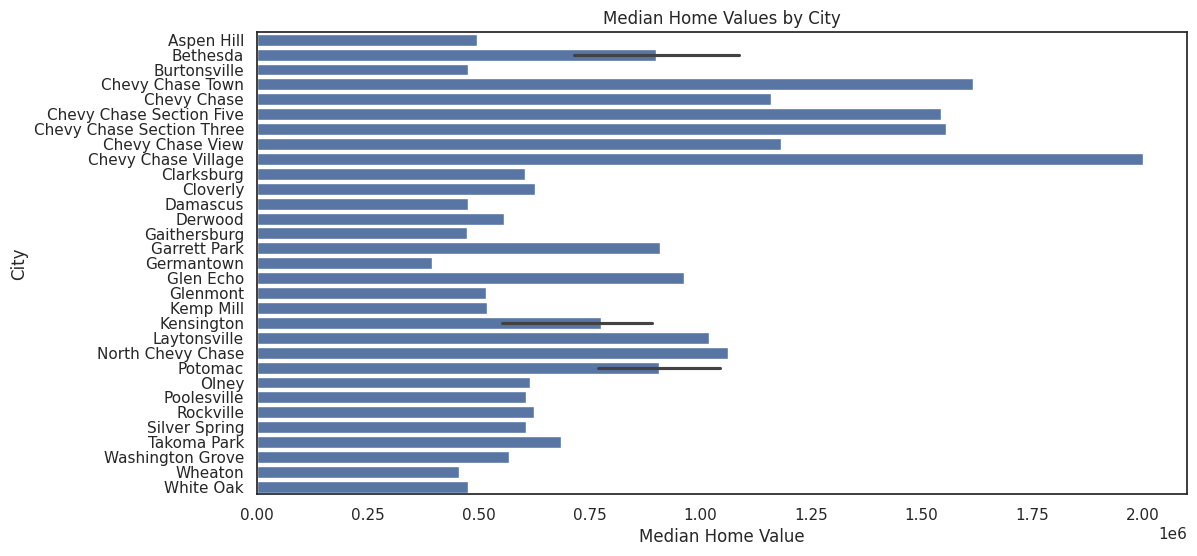 Median Home Values by City
City
Aspen Hill
Bethesda
Burtonsville
Chevy Chase Town
Chevy Chase
Chevy Chase Section Five
Chevy Chase Section Three
Chevy Chase View
Chevy Chase Village
Clarksburg
Cloverly
Damascus
Derwood
Gaithersburg
Garrett Park
Germantown
Glen Echo
Glenmont
Kemp Mill
Kensington
Laytonsville
North Chevy Chase
Potomac
Olney
Poolesville
Rockville
Silver Spring
Takoma Park
Washington Grove
Wheaton
White Oak
0.00 0.25 0.50 0.75 1.00 1.25 1.50 1.75 2.00
1e6
Median Home Value